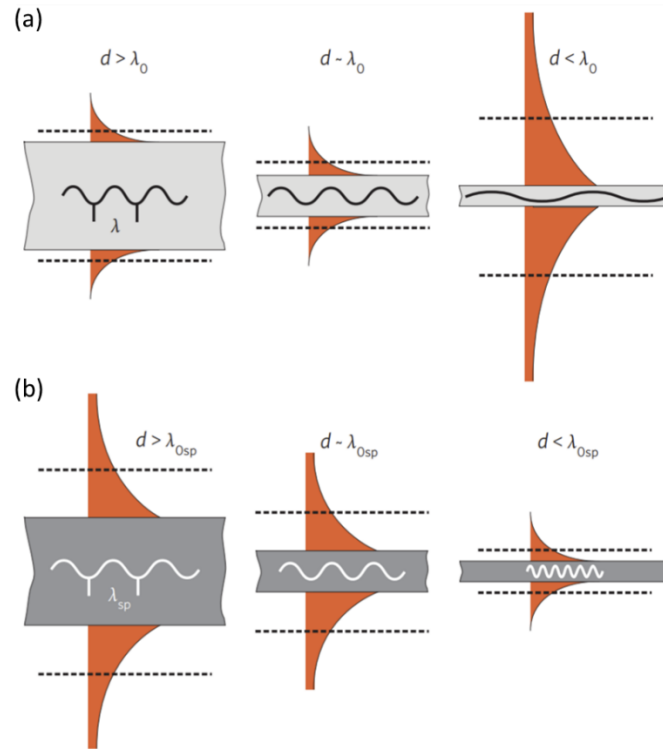 (a)
d > λ₀
d ~ λ₀
d < λ₀
λ
(b)
d > λ₀sp
d ~ λ₀sp
d < λ₀sp
λsp